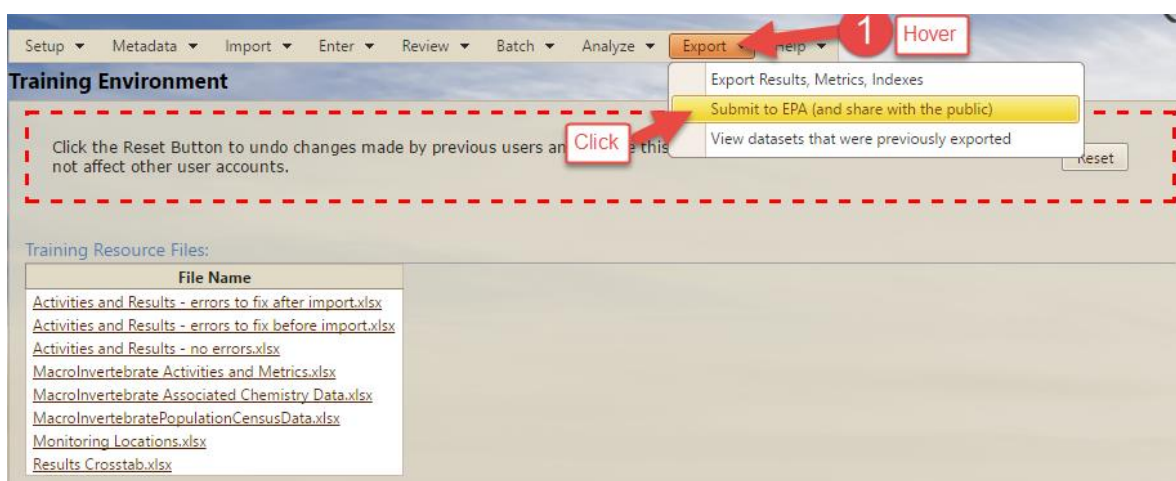 Setup Metadata Import Enter Review Batch Analyze Export Help
1 Hover
Training Environment
Export Results, Metrics, Indexes
Submit to EPA (and share with the public)
View datasets that were previously exported
Click
Click the Reset Button to undo changes made by previous users an this
not affect other user accounts.
Reset
Training Resource Files:
File Name
Activities and Results - errors to fix after import.xlsx
Activities and Results - errors to fix before import.xlsx
Activities and Results - no errors.xlsx
MacroInvertebrate Activities and Metrics.xlsx
MacroInvertebrate Associated Chemistry Data.xlsx
MacroInvertebratePopulationCensusData.xlsx
Monitoring Locations.xlsx
Results Crosstab.xlsx